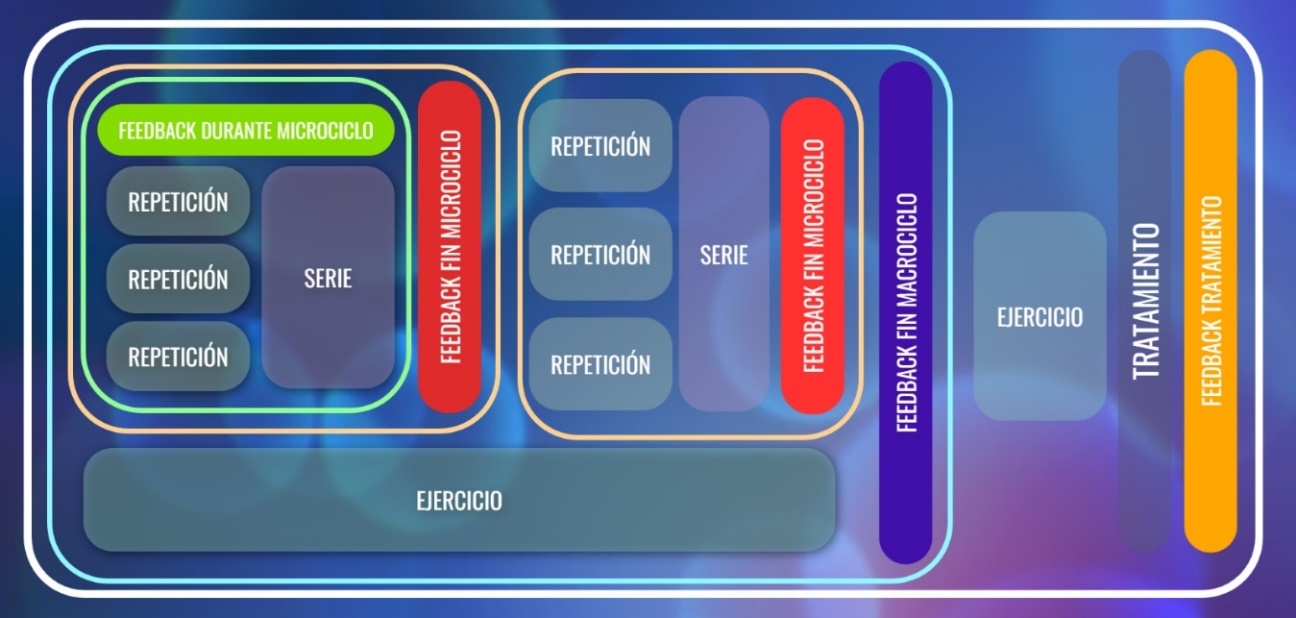 FEEDBACK DURANTE MICROCICLO
REPETICIÓN
REPETICIÓN
REPETICIÓN
SERIE
FEEDBACK FIN MICROCICLO
REPETICIÓN
REPETICIÓN
REPETICIÓN
SERIE
FEEDBACK FIN MICROCICLO
EJERCICIO
FEEDBACK FIN MACROCICLO
EJERCICIO
TRATAMIENTO
FEEDBACK TRATAMIENTO